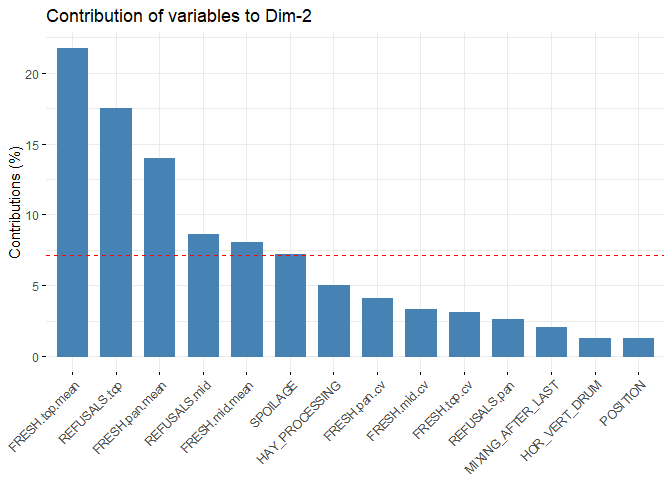 Contribution of variables to Dim-2
Contributions (%)
20
15
10
5
0
FRESH.top.mean
REFUSALS.top
FRESH.pan.mean
REFUSALS.mid
FRESH.mid.mean
SPOILAGE
HAY_PROCESSING
FRESH.pan.cv
FRESH.mid.cv
FRESH.top.cv
REFUSALS.pan
MIXING_AFTER_LAST
HOR_VERT_DRUM
POSITION